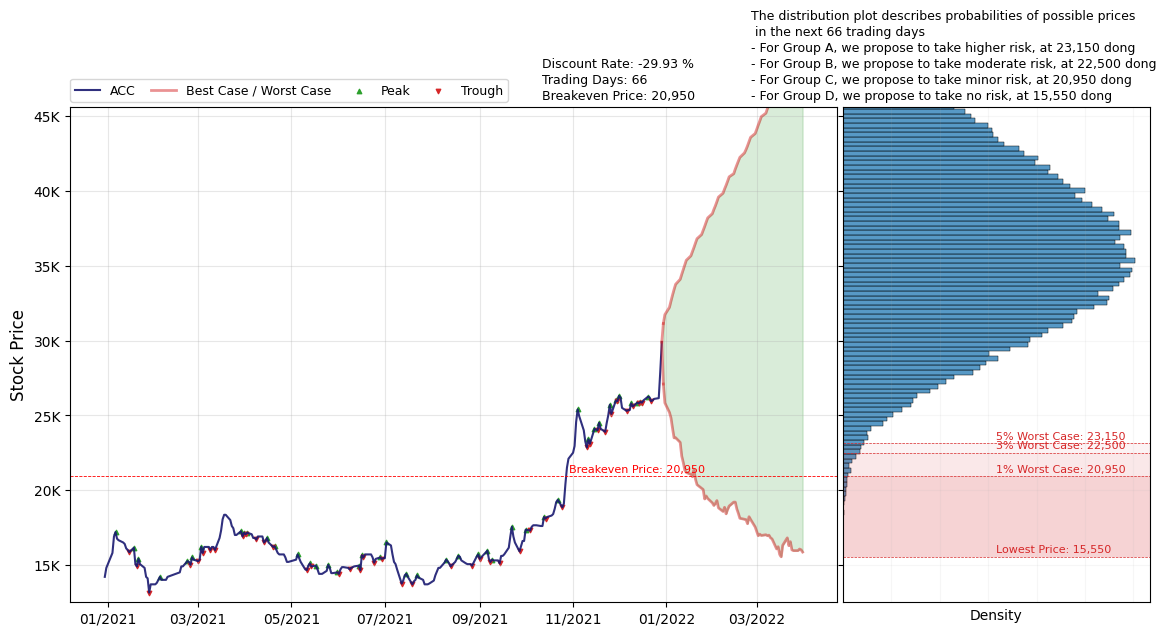 The distribution plot describes probabilities of possible prices
in the next 66 trading days
- For Group A, we propose to take higher risk, at 23,150 dong
- For Group B, we propose to take moderate risk, at 22,500 dong
- For Group C, we propose to take minor risk, at 20,950 dong
- For Group D, we propose to take no risk, at 15,550 dong
Discount Rate: -29.93 %
Trading Days: 66
Breakeven Price: 20,950
ACC
Best Case / Worst Case
Peak
Trough
Stock Price
45K
40K
35K
30K
25K
20K
15K
Breakeven Price: 20,950
01/2021
03/2021
05/2021
07/2021
09/2021
11/2021
01/2022
03/2022
5% Worst Case: 23,150
3% Worst Case: 22,500
1% Worst Case: 20,950
Lowest Price: 15,550
Density